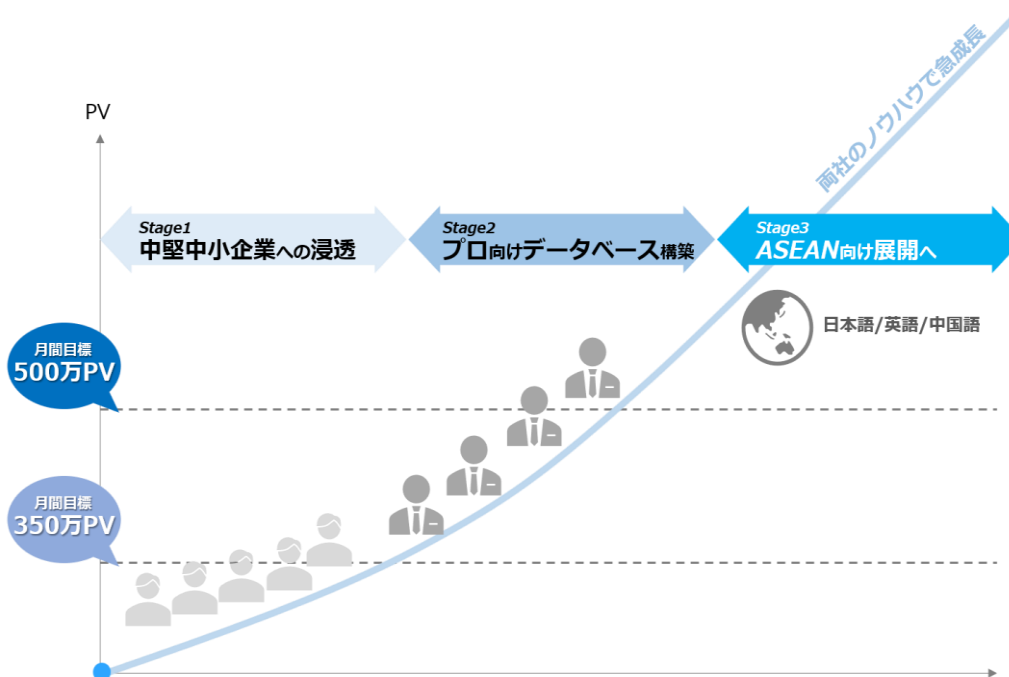 両社のノウハウで急成長
PV
Stage1
中堅中小企業への浸透
Stage2
プロ向けデータベース構築
Stage3
ASEAN向け展開へ
日本語/英語/中国語
月間目標
500万PV
月間目標
350万PV